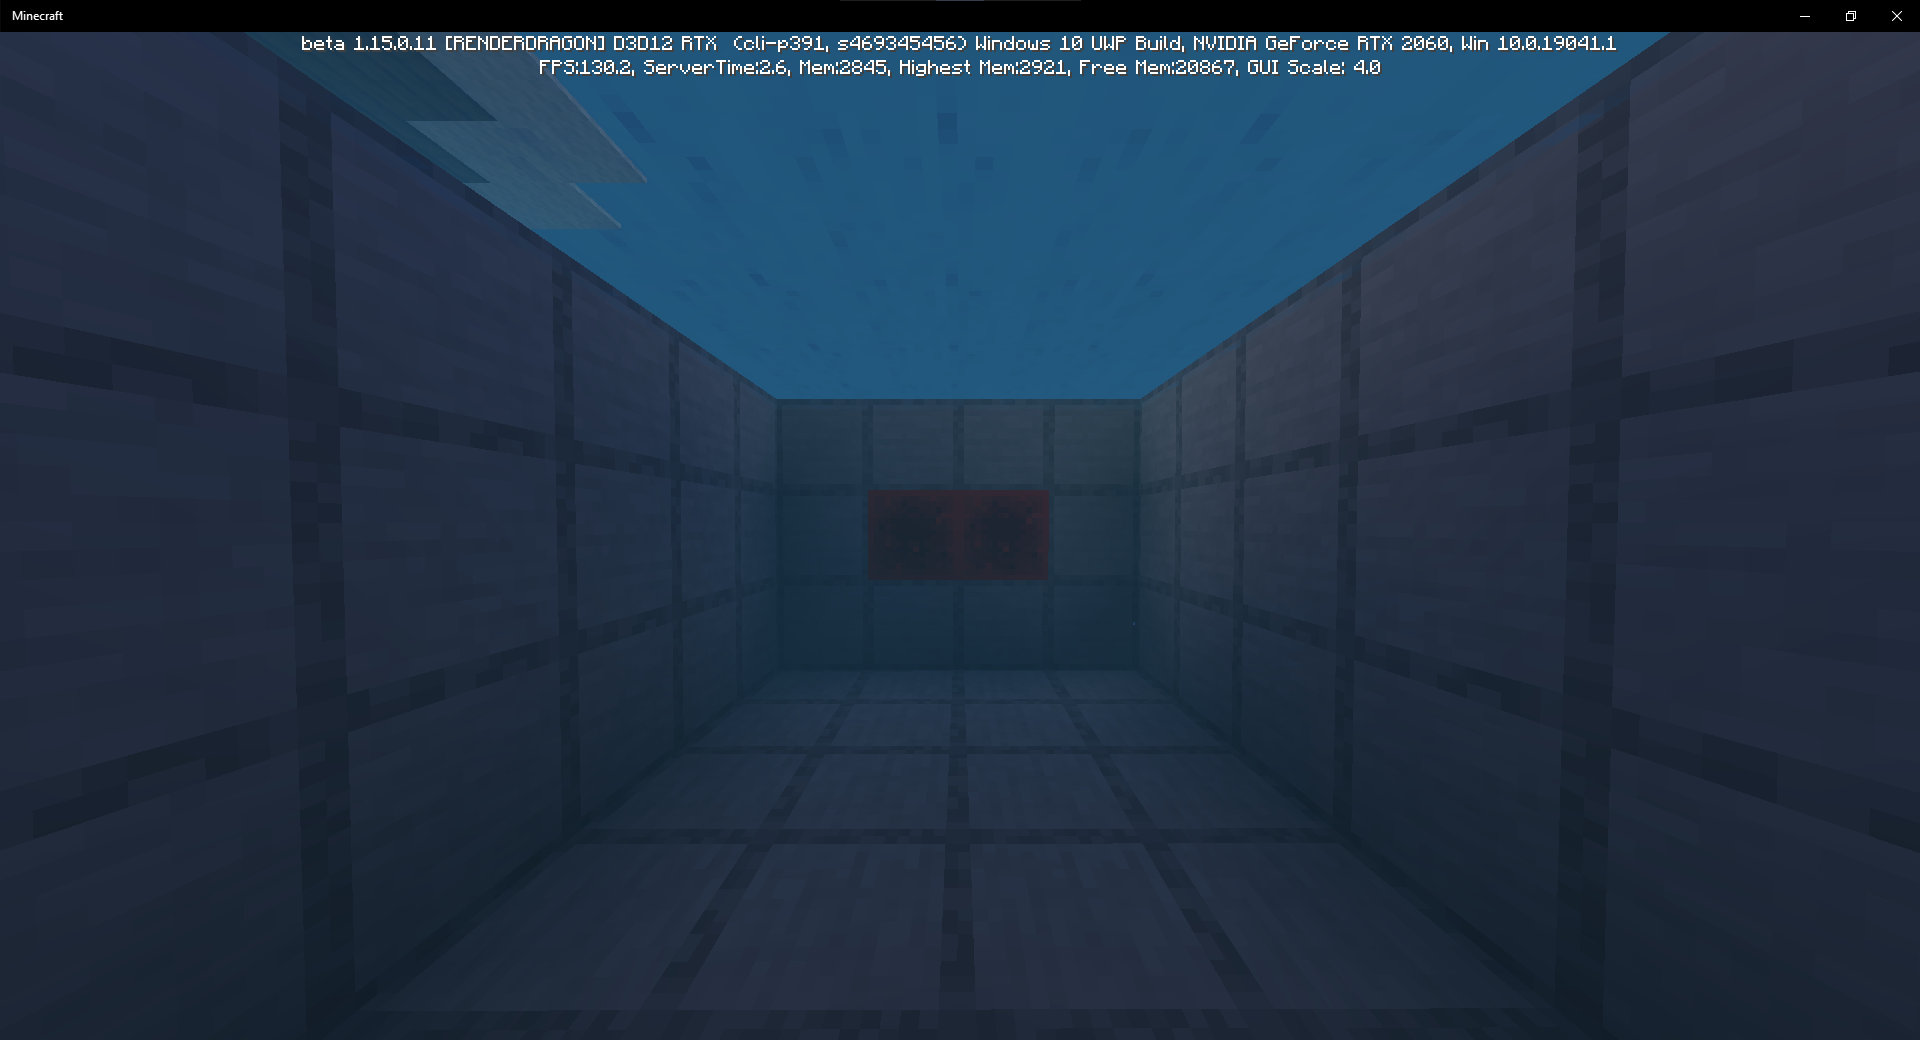 Minecraft
beta 1.15.0.11 [RENDERDRAGON] D3D12 RTX  (cli-p391, s469345456) Windows 10 UWP Build, NVIDIA GeForce RTX 2060, Win 10.0.19041.1
FPS:130.2, ServerTime:2.6, Mem:2845, Highest Mem:2921, Free Mem:20867, GUI Scale: 4.0